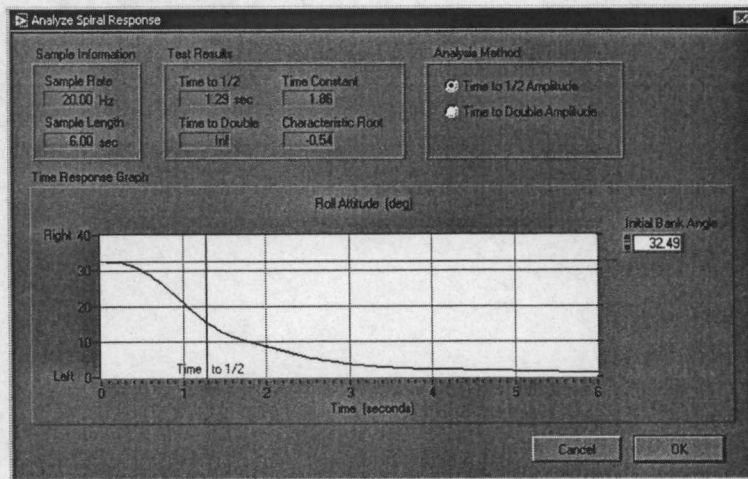 Analyze Spiral Response
Sample Information
Sample Rate
20.00 Hz
Sample Length
6.00 sec
Test Results
Time to 1/2
1.29 sec
Time Constant
1.86
Time to Double
Inf
Characteristic Root
-0.54
Analysis Method
Time to 1/2 Amplitude
Time to Double Amplitude
Time Response Graph
Roll Attitude (deg)
Right 40
30
20
10
Left 0
Time to 1/2
0 1 2 3 4 5 6
Time (seconds)
Initial Bank Angle
32.49
Cancel
OK